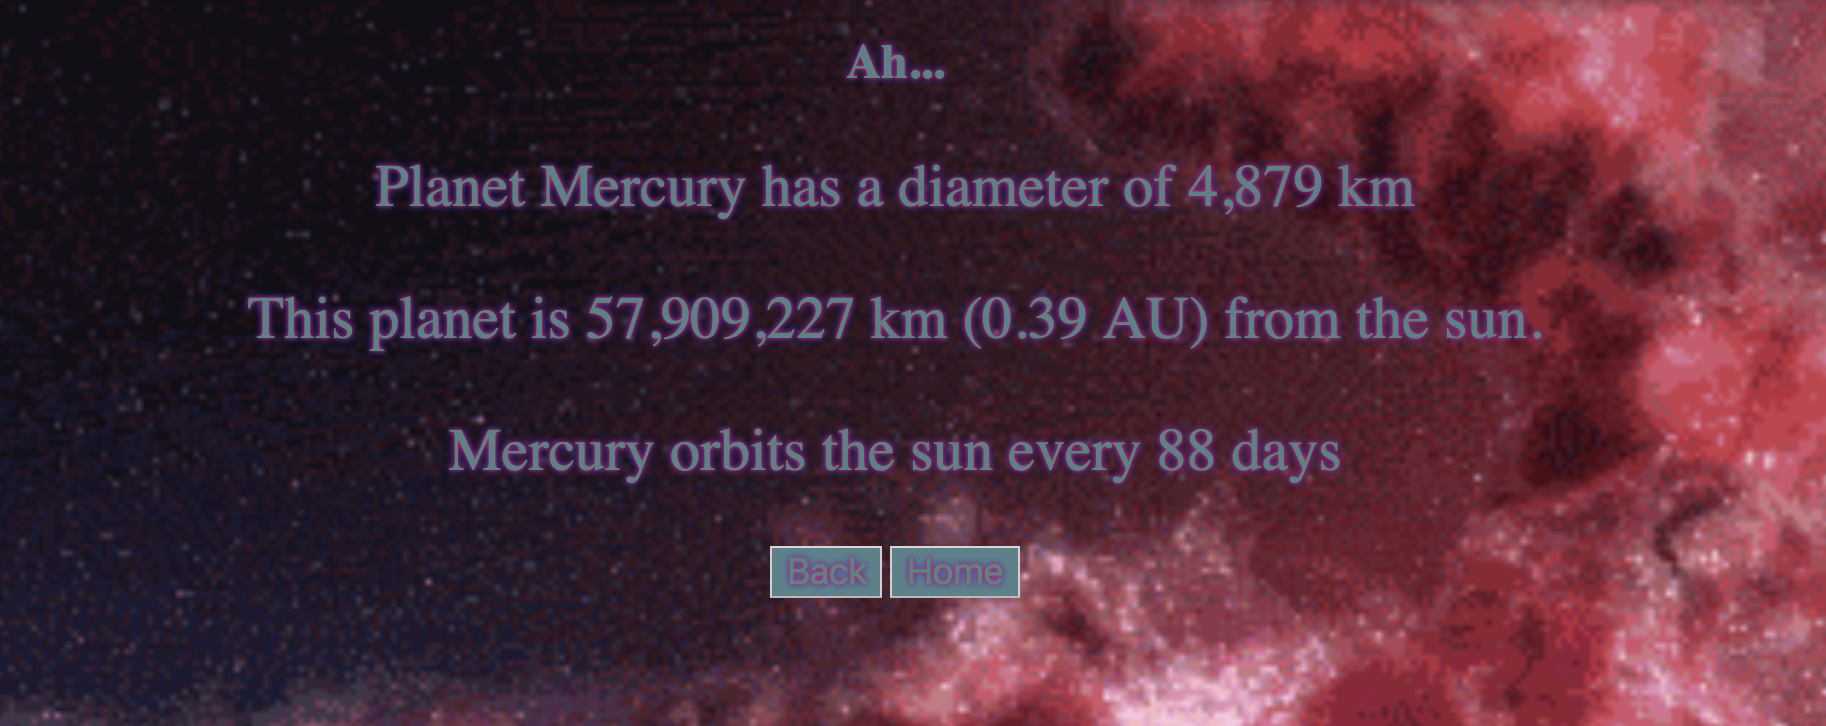 Ah...
Planet Mercury has a diameter of 4,879 km
This planet is 57,909,227 km (0.39 AU) from the sun.
Mercury orbits the sun every 88 days
Back Home